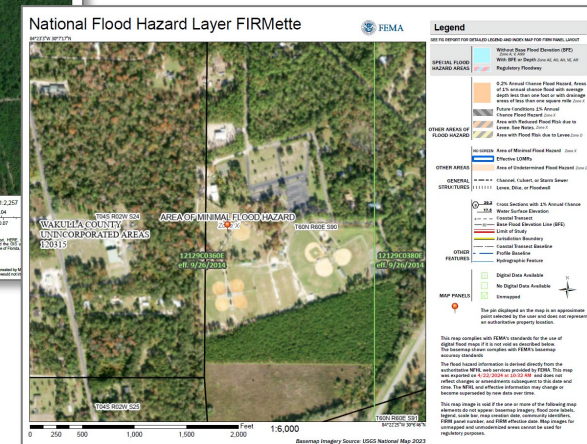 National Flood Hazard Layer FIRMette
FEMA
Legend
SEE FIS REPORT FOR DETAILED LEGEND AND INDEX MAP FOR FIRM PANEL LAYOUT
SPECIAL FLOOD HAZARD AREAS
Without Base Flood Elevation (BFE)
Zone A, V, A99
With BFE or Depth Zone AE, AO, AH, VE, AR
Regulatory Floodway
0.2% Annual Chance Flood Hazard, Areas
of 1% annual chance flood with average
depth less than one foot or with drainage
areas of less than one square mile Zone X
Future Conditions 1% Annual
Chance Flood Hazard Zone X
Area with Reduced Flood Risk due to
Levee. See Notes. Zone X
Area with Flood Risk due to Levee Zone D
OTHER AREAS OF FLOOD HAZARD
NO SCREEN Area of Minimal Flood Hazard Zone X
Effective LOMRs
OTHER AREAS
Area of Undetermined Flood Hazard Zone D
GENERAL STRUCTURES
Channel, Culvert, or Storm Sewer
Levee, Dike, or Floodwall
Cross Sections with 1% Annual Chance
Water Surface Elevation
Coastal Transect
Base Flood Elevation Line (BFE)
Limit of Study
Jurisdiction Boundary
Coastal Transect Baseline
OTHER FEATURES
Profile Baseline
Hydrographic Feature
Digital Data Available
No Digital Data Available
MAP PANELS
Unmapped
The pin displayed on the map is an approximate
point selected by the user and does not represent
an authoritative property location.
This map complies with FEMA's standards for the use of
digital flood maps if it is not void as described below.
The basemap shown complies with FEMA's basemap
accuracy standards
The flood hazard information is derived directly from the
authoritative NFHL web services provided by FEMA. This map
was exported on 4/22/2024 at 10:32 AM and does not
reflect changes or amendments subsequent to this date and
time. The NFHL and effective information may change or
become superseded by new data over time.
This map image is void if the one or more of the following map
elements do not appear: basemap imagery, flood zone labels,
legend, scale bar, map creation date, community identifiers,
FIRM panel number, and FIRM effective date. Map images for
unmapped and unmodernized areas cannot be used for
regulatory purposes.
T04S R02W S24
AREA OF MINIMAL FLOOD HAZARD
Zone X
WAKULLA COUNTY
UNINCORPORATED AREAS
120315
T60N R60E S90
12129C0360E
eff. 9/26/2014
12129C0380E
eff. 9/26/2014
T04S R02W S25
T60N R60E S91
0 250 500 1,000 1,500 2,000
Feet
1:6,000
Basemap Imagery Source: USGS National Map 2023
1:2,257